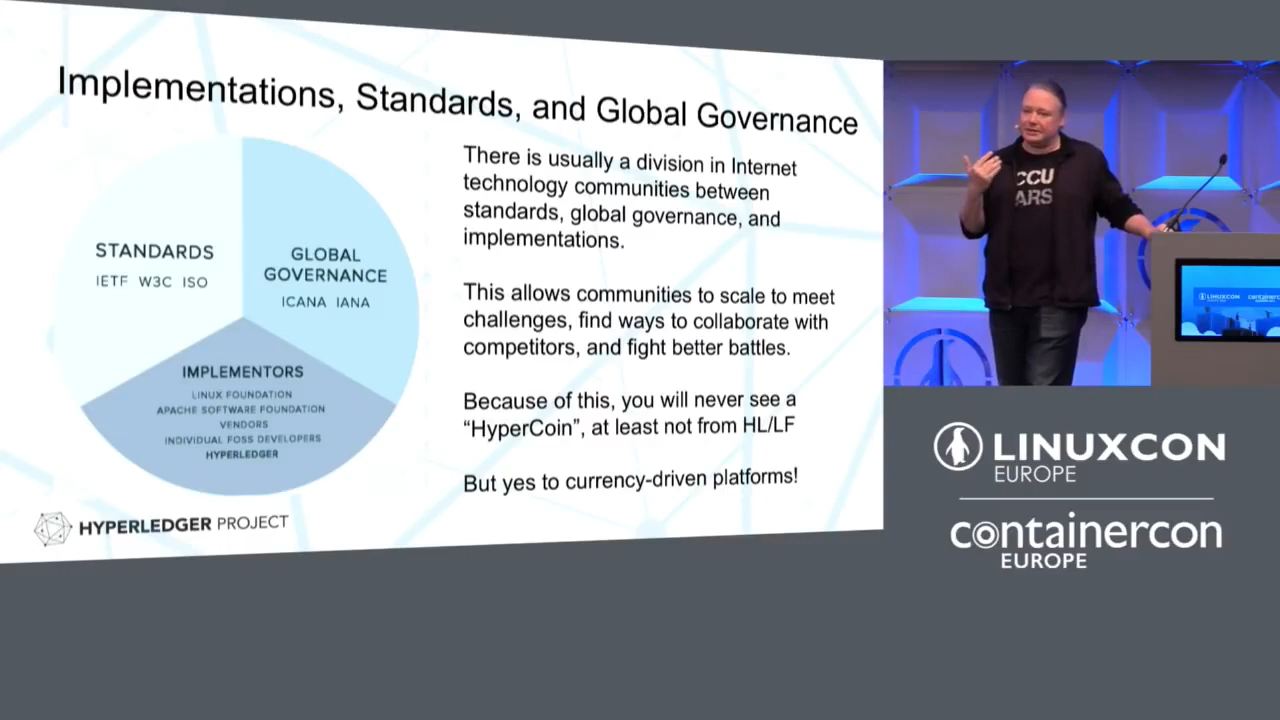 Implementations, Standards, and Global Governance
STANDARDS
IETF W3C ISO
GLOBAL
GOVERNANCE
ICANA IANA
IMPLEMENTORS
LINUX FOUNDATION
APACHE SOFTWARE FOUNDATION
VENDORS
INDIVIDUAL FOSS DEVELOPERS
HYPERLEDGER
There is usually a division in Internet
technology communities between
standards, global governance, and
implementations.
This allows communities to scale to meet
challenges, find ways to collaborate with
competitors, and fight better battles.
Because of this, you will never see a
“HyperCoin”, at least not from HL/LF
But yes to currency-driven platforms!
HYPERLEDGER PROJECT
CCU
ARS
LINUXCON
containercon
LINUXCON
EUROPE
containercon
EUROPE